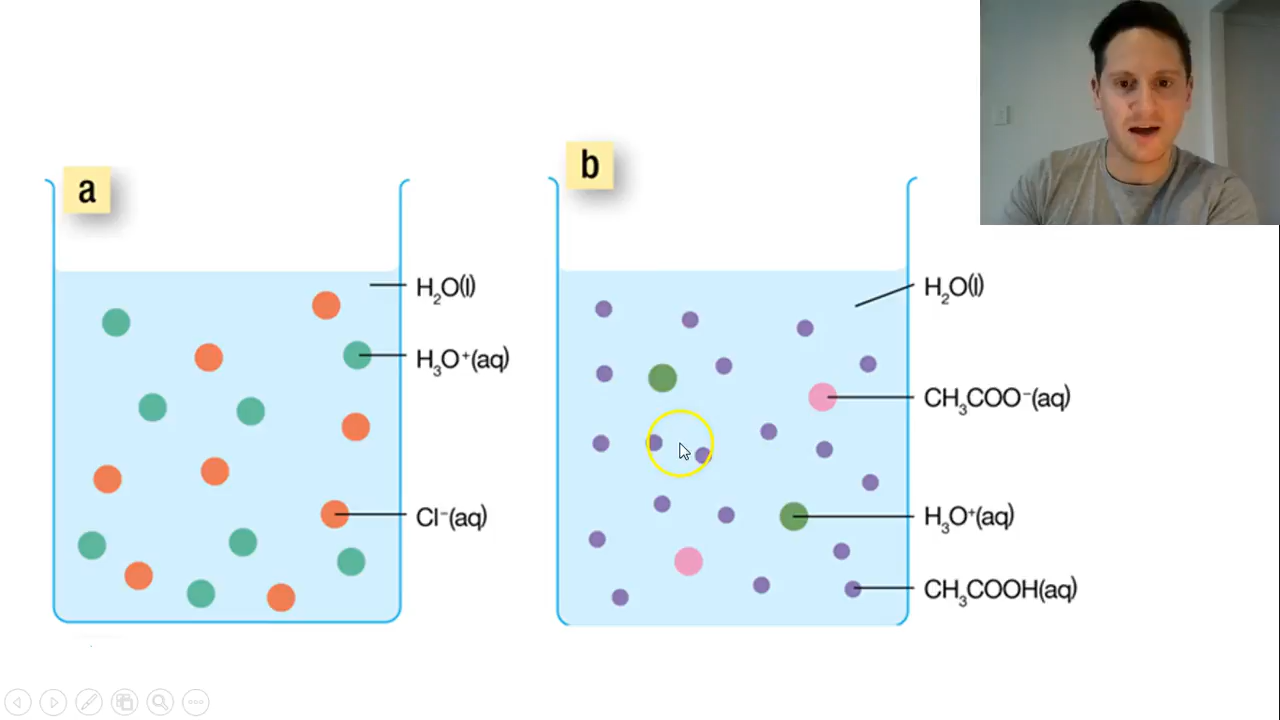 a
H₂O(l)
H₃O⁺(aq)
Cl⁻(aq)
b
H₂O(l)
CH₃COO⁻(aq)
H₃O⁺(aq)
CH₃COOH(aq)